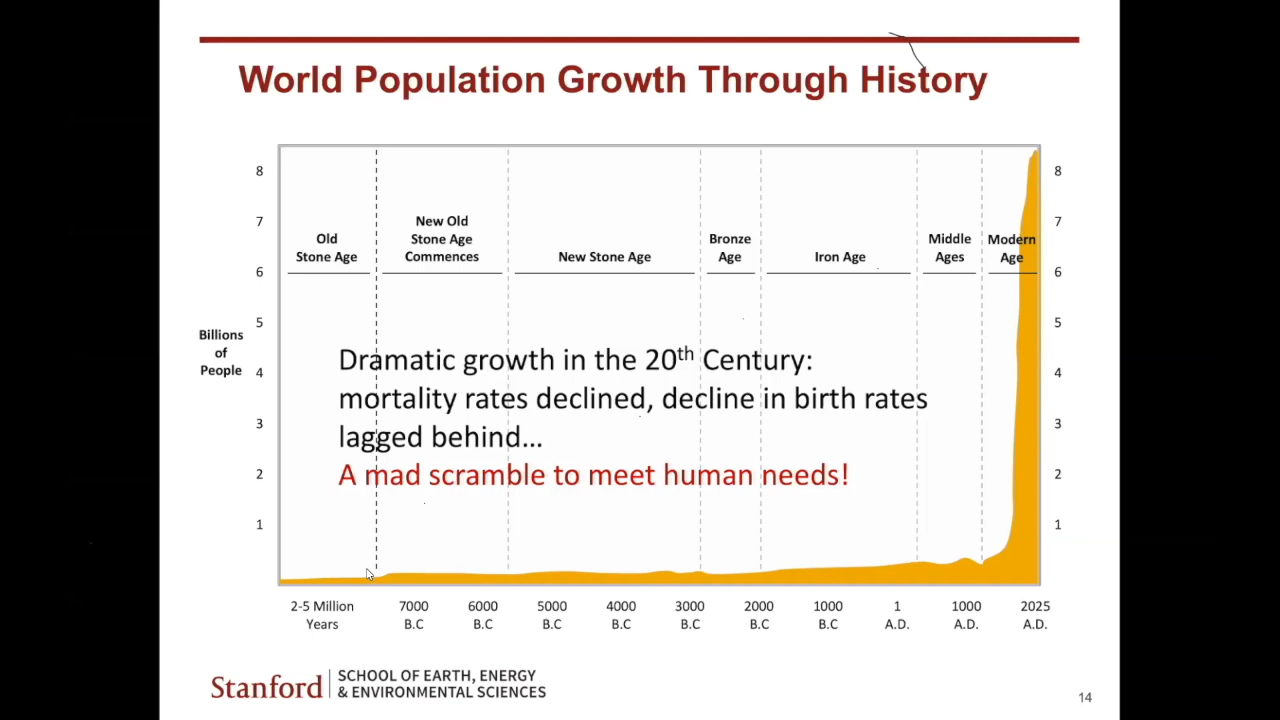 World Population Growth Through History
8
7
6
5
4
3
2
1
Billions
of
People
Old
Stone Age
New Old
Stone Age
Commences
New Stone Age
Bronze
Age
Iron Age
Middle
Ages
Modern
Age
8
7
6
5
4
3
2
1
Dramatic growth in the 20th Century:
mortality rates declined, decline in birth rates
lagged behind...
A mad scramble to meet human needs!
2-5 Million
Years
7000
B.C
6000
B.C
5000
B.C
4000
B.C
3000
B.C
2000
B.C
1000
B.C
1
A.D.
1000
A.D.
2025
A.D.
Stanford
SCHOOL OF EARTH, ENERGY
& ENVIRONMENTAL SCIENCES
14